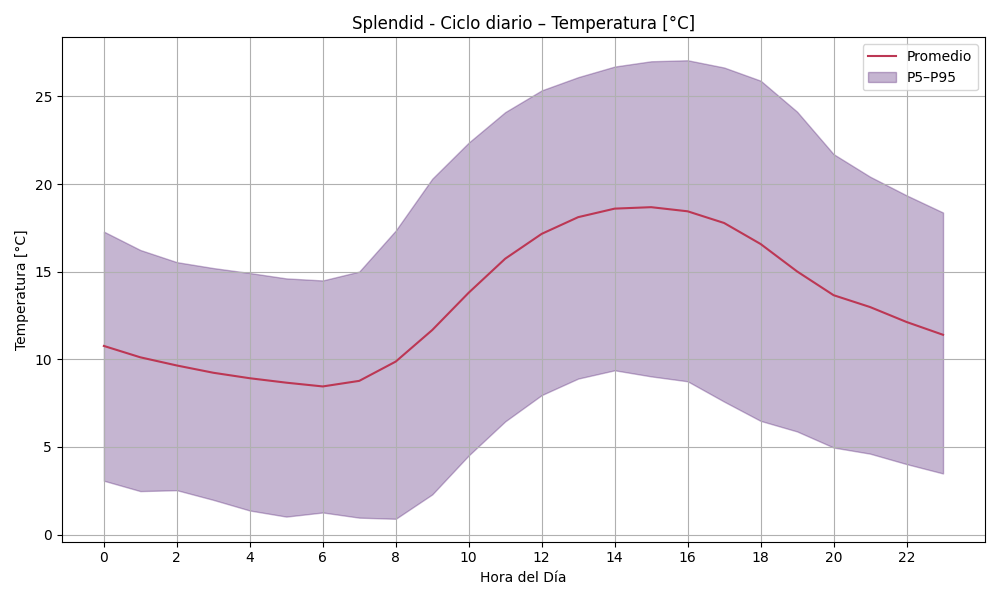 Splendid - Ciclo diario – Temperatura [°C]
Promedio
P5–P95
Temperatura [°C]
25
20
15
10
5
0
0 2 4 6 8 10 12 14 16 18 20 22
Hora del Día